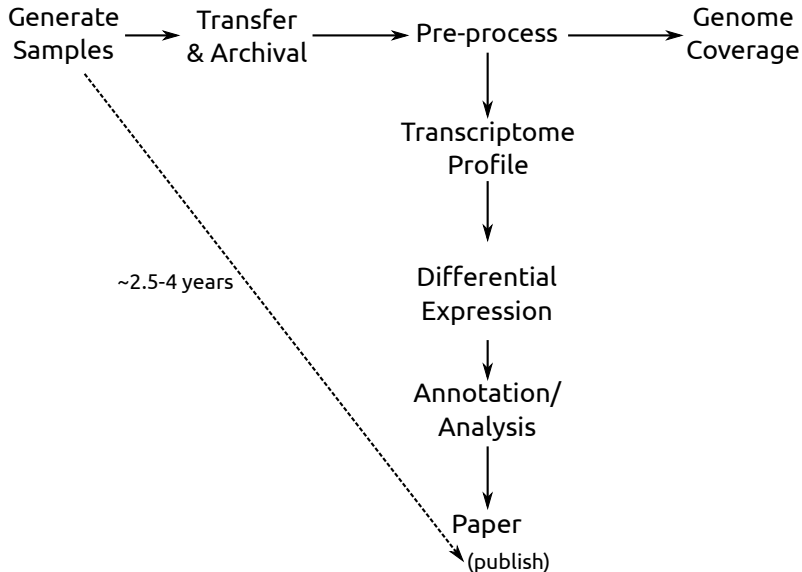 Generate
Samples
Transfer
& Archival
Pre-process
Genome
Coverage
Transcriptome
Profile
~2.5-4 years
Differential
Expression
Annotation/
Analysis
Paper
(publish)